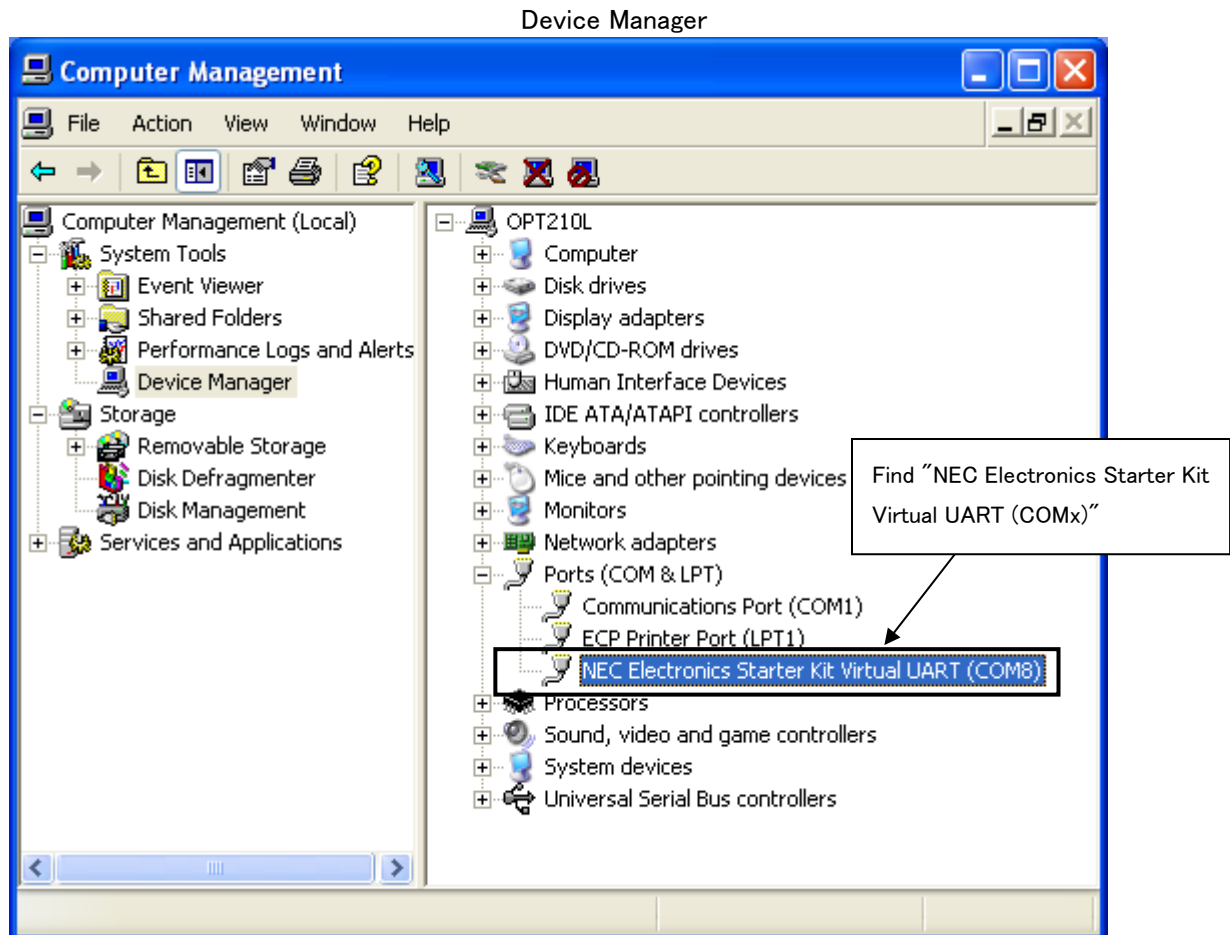 Device Manager
Computer Management
File Action View Window Help
Computer Management (Local)
System Tools
Event Viewer
Shared Folders
Performance Logs and Alerts
Device Manager
Storage
Removable Storage
Disk Defragmenter
Disk Management
Services and Applications
OPT210L
Computer
Disk drives
Display adapters
DVD/CD-ROM drives
Human Interface Devices
IDE ATA/ATAPI controllers
Keyboards
Mice and other pointing devices
Monitors
Network adapters
Ports (COM & LPT)
Communications Port (COM1)
ECP Printer Port (LPT1)
NEC Electronics Starter Kit Virtual UART (COM8)
Processors
Sound, video and game controllers
System devices
Universal Serial Bus controllers
Find "NEC Electronics Starter Kit
Virtual UART (COMx)"